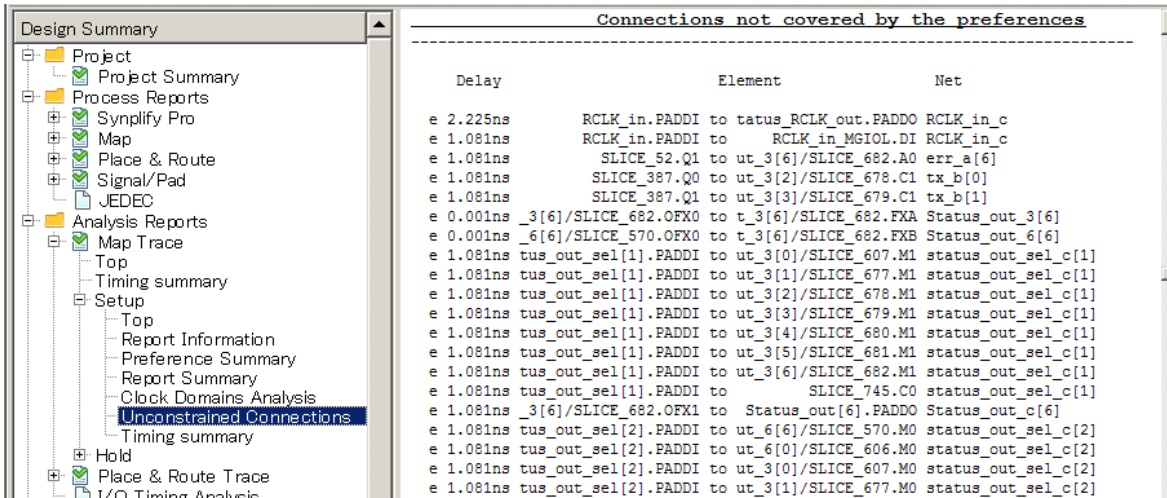 Design Summary
Project
Project Summary
Process Reports
Synplify Pro
Map
Place & Route
Signal/Pad
JEDEC
Analysis Reports
Map Trace
Top
Timing summary
Setup
Top
Report Information
Preference Summary
Report Summary
Clock Domains Analysis
Unconstrained Connections
Timing summary
Hold
Place & Route Trace
I/O Timing Analysis
Connections not covered by the preferences
--------------------------------------------------------------------------------
Delay Element Net
e 2.225ns RCLK_in.PADDI to tatus_RCLK_out.PADDO RCLK_in_c
e 1.081ns RCLK_in.PADDI to RCLK_in_MGIOL.DI RCLK_in_c
e 1.081ns SLICE_52.Q1 to ut_3[6]/SLICE_682.A0 err_a[6]
e 1.081ns SLICE_387.Q0 to ut_3[2]/SLICE_678.C1 tx_b[0]
e 1.081ns SLICE_387.Q1 to ut_3[3]/SLICE_679.C1 tx_b[1]
e 0.001ns _3[6]/SLICE_682.OFX0 to t_3[6]/SLICE_682.FXA Status_out_3[6]
e 0.001ns _6[6]/SLICE_570.OFX0 to t_3[6]/SLICE_682.FXB Status_out_6[6]
e 1.081ns tus_out_sel[1].PADDI to ut_3[0]/SLICE_607.M1 status_out_sel_c[1]
e 1.081ns tus_out_sel[1].PADDI to ut_3[1]/SLICE_677.M1 status_out_sel_c[1]
e 1.081ns tus_out_sel[1].PADDI to ut_3[2]/SLICE_678.M1 status_out_sel_c[1]
e 1.081ns tus_out_sel[1].PADDI to ut_3[3]/SLICE_679.M1 status_out_sel_c[1]
e 1.081ns tus_out_sel[1].PADDI to ut_3[4]/SLICE_680.M1 status_out_sel_c[1]
e 1.081ns tus_out_sel[1].PADDI to ut_3[5]/SLICE_681.M1 status_out_sel_c[1]
e 1.081ns tus_out_sel[1].PADDI to ut_3[6]/SLICE_682.M1 status_out_sel_c[1]
e 1.081ns tus_out_sel[1].PADDI to SLICE_745.C0 status_out_sel_c[1]
e 1.081ns _3[6]/SLICE_682.OFX1 to Status_out[6].PADDO Status_out_c[6]
e 1.081ns tus_out_sel[2].PADDI to ut_6[6]/SLICE_570.M0 status_out_sel_c[2]
e 1.081ns tus_out_sel[2].PADDI to ut_6[0]/SLICE_606.M0 status_out_sel_c[2]
e 1.081ns tus_out_sel[2].PADDI to ut_3[0]/SLICE_607.M0 status_out_sel_c[2]
e 1.081ns tus_out_sel[2].PADDI to ut_3[1]/SLICE_677.M0 status_out_sel_c[2]